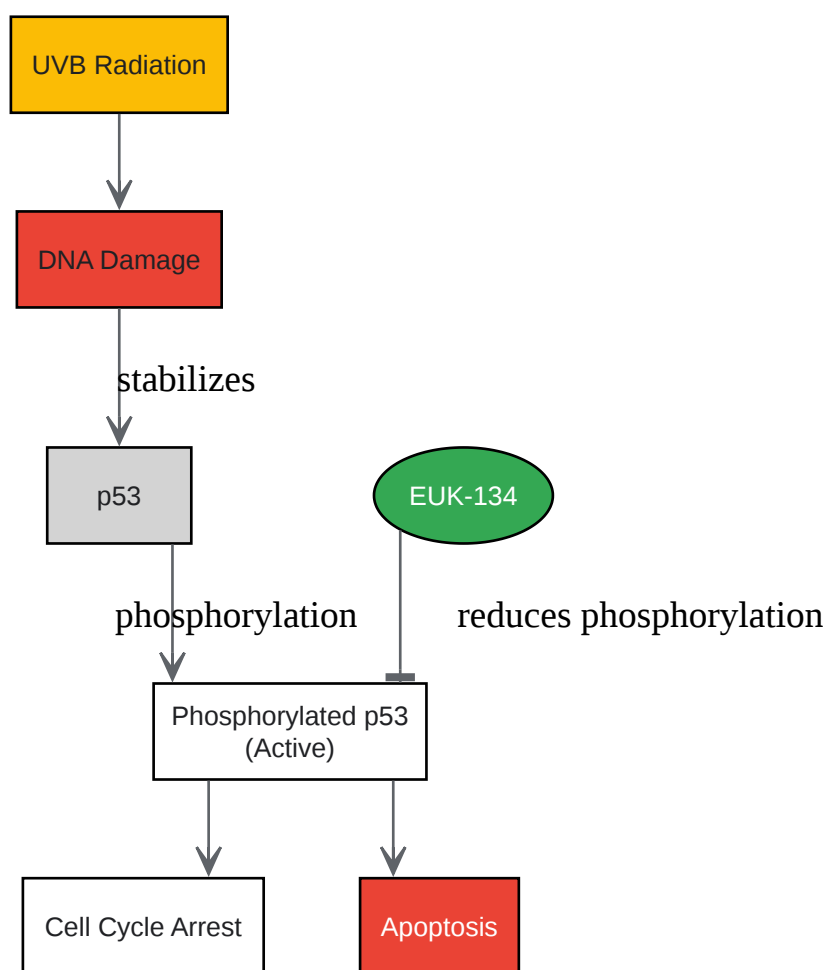 UVB Radiation
DNA Damage
stabilizes
p53
EUK-134
phosphorylation
reduces phosphorylation
Phosphorylated p53
(Active)
Cell Cycle Arrest
Apoptosis